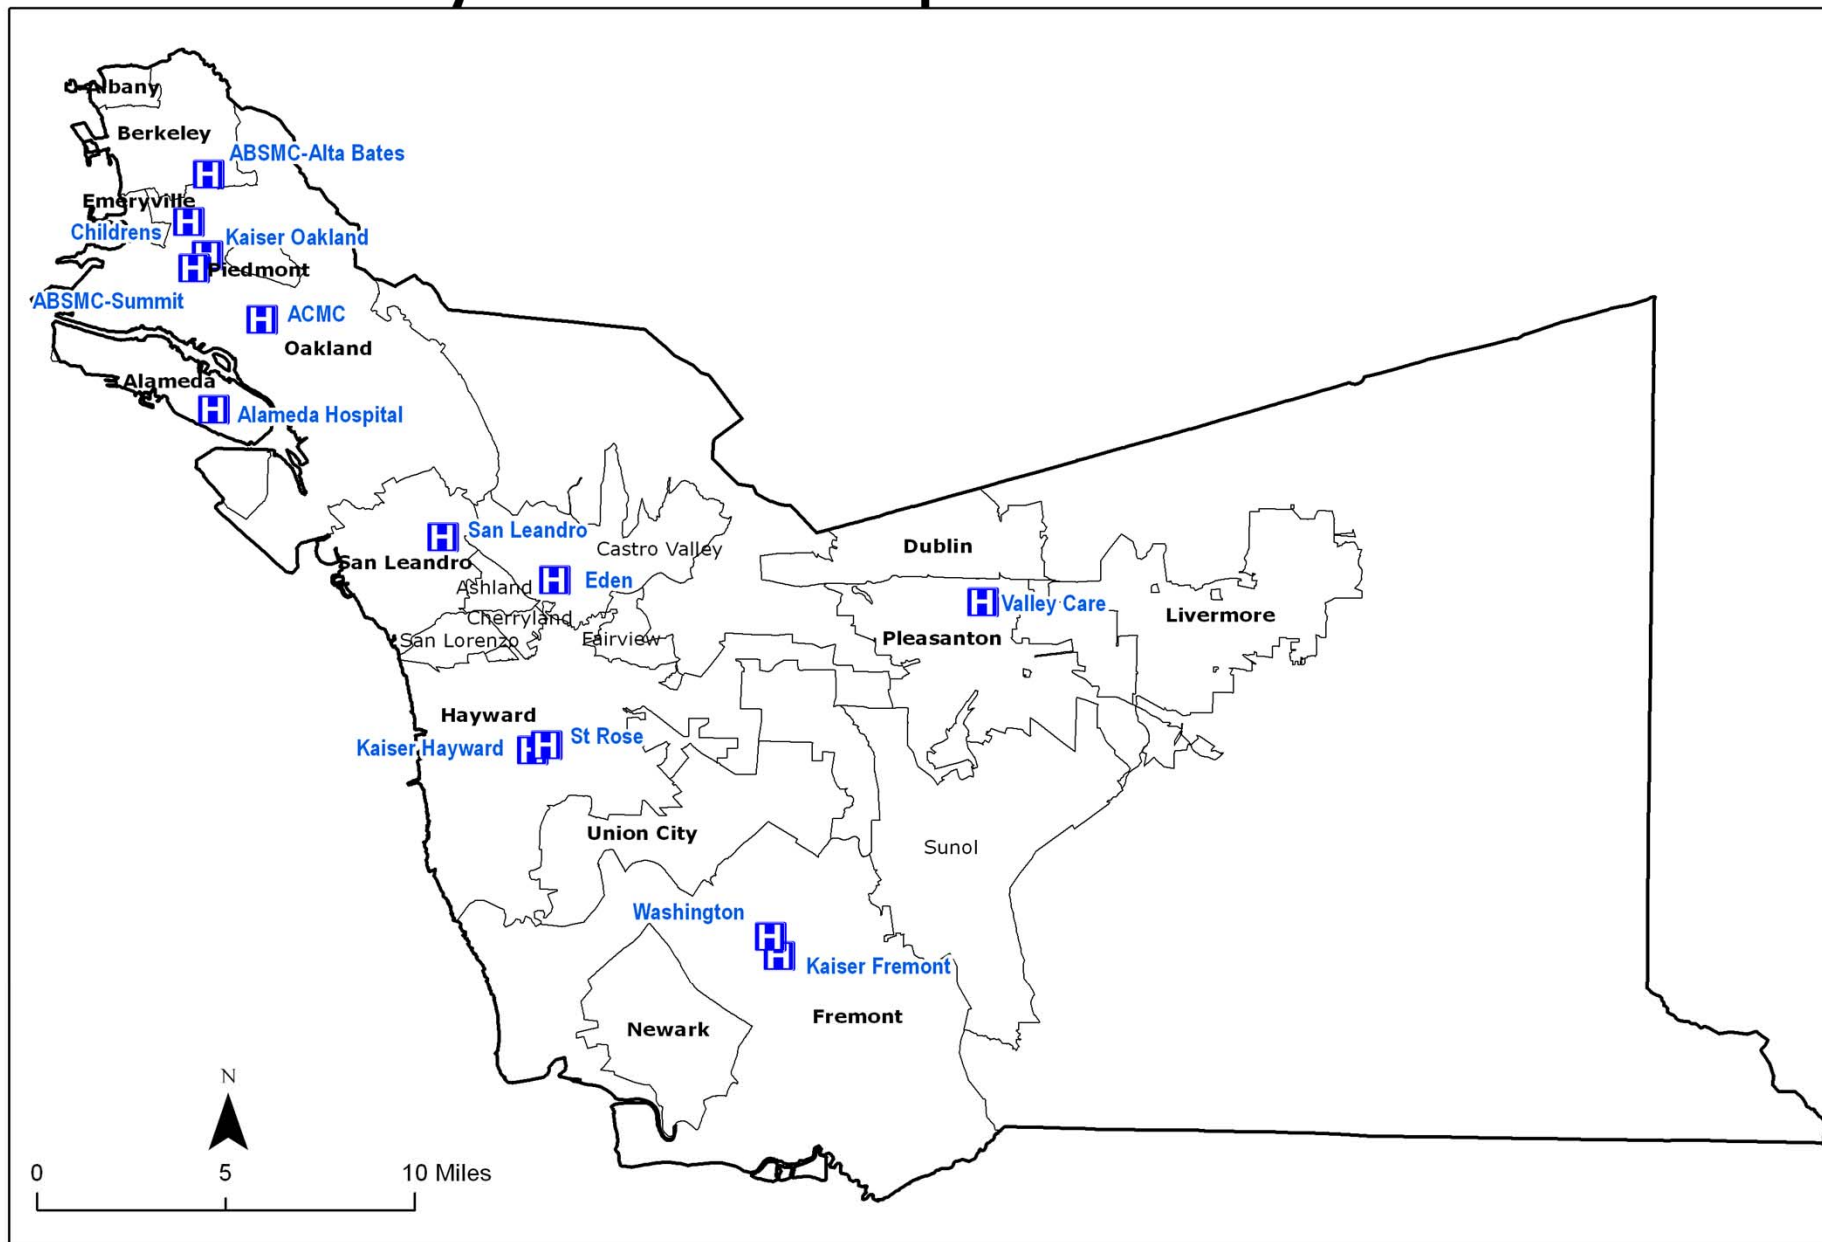 Albany
Berkeley
ABSMC-Alta Bates
H
Emeryville
H
Childrens
Kaiser Oakland
H
H
Piedmont
ABSMC-Summit
H
ACMC
Oakland
Alameda
H
Alameda Hospital
H
San Leandro
San Leandro
Castro Valley
Dublin
Ashland
H
Eden
H
Valley Care
Livermore
Cherryland
San Lorenzo
Fairview
Pleasanton
Hayward
Kaiser Hayward
H
H
St Rose
Union City
Sunol
Washington
H
H
Kaiser Fremont
Newark
Fremont
N
0 5 10 Miles